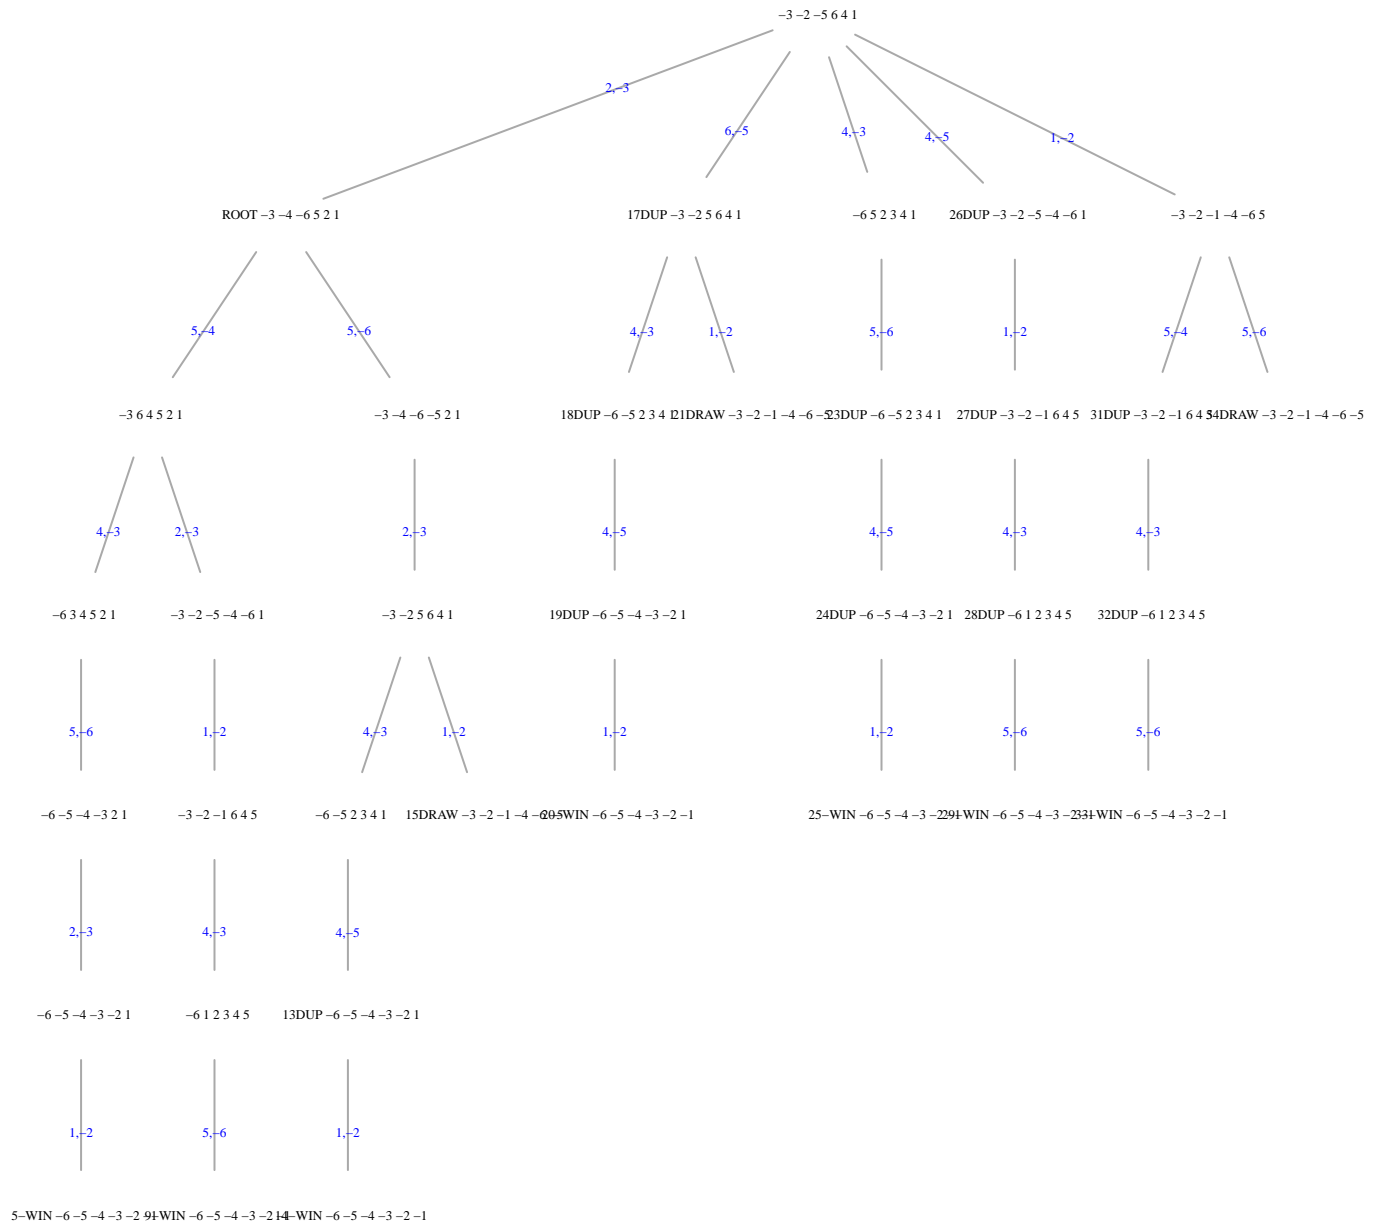 −3 −2 −5 6 4 1
2,−3
6,−5
4,−3
4,−5
1,−2
ROOT −3 −4 −6 5 2 1
17DUP −3 −2 5 6 4 1
−6 5 2 3 4 1
26DUP −3 −2 −5 −4 −6 1
−3 −2 −1 −4 −6 5
5,−4
5,−6
4,−3
1,−2
5,−6
1,−2
5,−4
5,−6
−3 6 4 5 2 1
−3 −4 −6 −5 2 1
18DUP −6 −5 2 3 4 1
21DRAW −3 −2 −1 −4 −6 −5
23DUP −6 −5 2 3 4 1
27DUP −3 −2 −1 6 4 5
31DUP −3 −2 −1 6 4 5
34DRAW −3 −2 −1 −4 −6 −5
4,−3
2,−3
2,−3
4,−5
4,−5
4,−3
4,−3
−6 3 4 5 2 1
−3 −2 −5 −4 −6 1
−3 −2 5 6 4 1
19DUP −6 −5 −4 −3 −2 1
24DUP −6 −5 −4 −3 −2 1
28DUP −6 1 2 3 4 5
32DUP −6 1 2 3 4 5
5,−6
1,−2
4,−3
1,−2
1,−2
1,−2
5,−6
5,−6
−6 −5 −4 −3 2 1
−3 −2 −1 6 4 5
−6 −5 2 3 4 1
15DRAW −3 −2 −1 −4 −6 −5
20−WIN −6 −5 −4 −3 −2 −1
25−WIN −6 −5 −4 −3 −2 −1
29−WIN −6 −5 −4 −3 −2 −1
33−WIN −6 −5 −4 −3 −2 −1
2,−3
4,−3
4,−5
−6 −5 −4 −3 −2 1
−6 1 2 3 4 5
13DUP −6 −5 −4 −3 −2 1
1,−2
5,−6
1,−2
5−WIN −6 −5 −4 −3 −2 −1
9−WIN −6 −5 −4 −3 −2 −1
14−WIN −6 −5 −4 −3 −2 −1